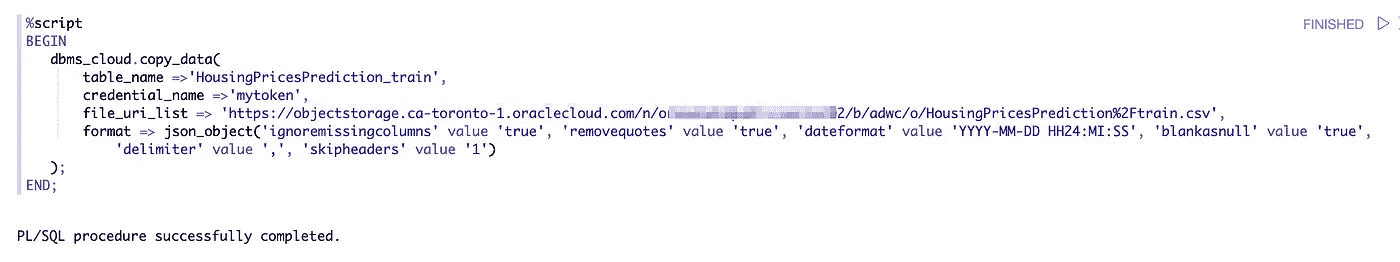 %script
FINISHED
BEGIN
dbms_cloud.copy_data(
table_name =>'HousingPricesPrediction_train',
credential_name =>'mytoken',
file_uri_list => 'https://objectstorage.ca-toronto-1.oraclecloud.com/n/o 2/b/adwc/o/HousingPricesPrediction%2Ftrain.csv',
format => json_object('ignoremissingcolumns' value 'true', 'removequotes' value 'true', 'dateformat' value 'YYYY-MM-DD HH24:MI:SS', 'blankasnull' value 'true',
'delimiter' value ',', 'skipheaders' value '1')
);
END;
PL/SQL procedure successfully completed.